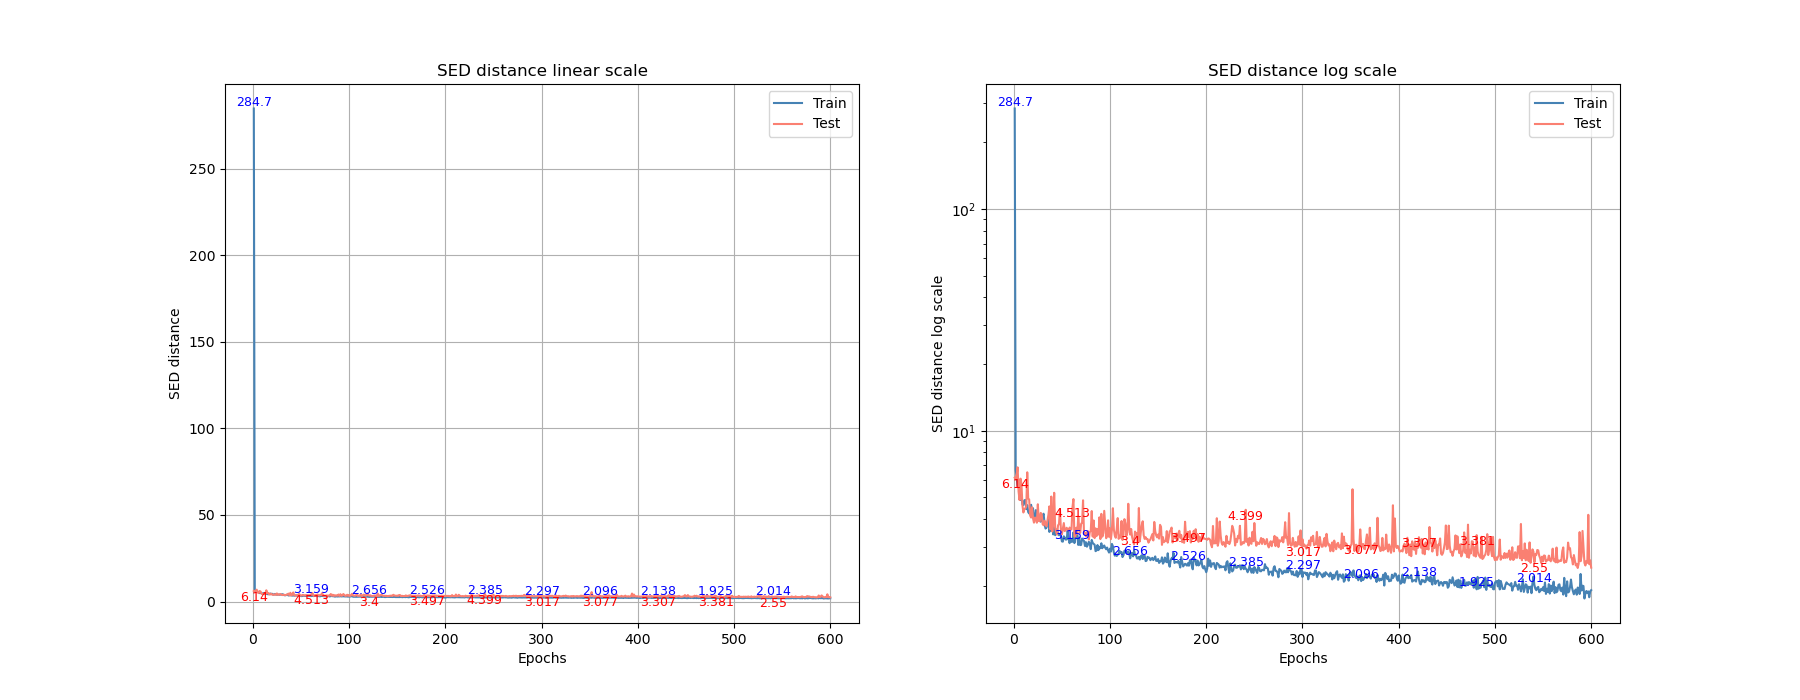 SED distance linear scale
284.7
Train
Test
250
200
150
100
50
0
SED distance
3.159 2.656 2.526 2.385 2.297 2.096 2.138 1.925 2.014
6.14 4.513 3.4 3.497 4.399 3.017 3.077 3.307 3.381 2.55
0 100 200 300 400 500 600
Epochs
SED distance log scale
284.7
Train
Test
10²
10¹
SED distance log scale
6.14 4.513 3.4 3.497 4.399 3.017 3.077 3.307 3.381 2.55
3.159 2.656 2.526 2.385 2.297 2.096 2.138 1.925 2.014
0 100 200 300 400 500 600
Epochs